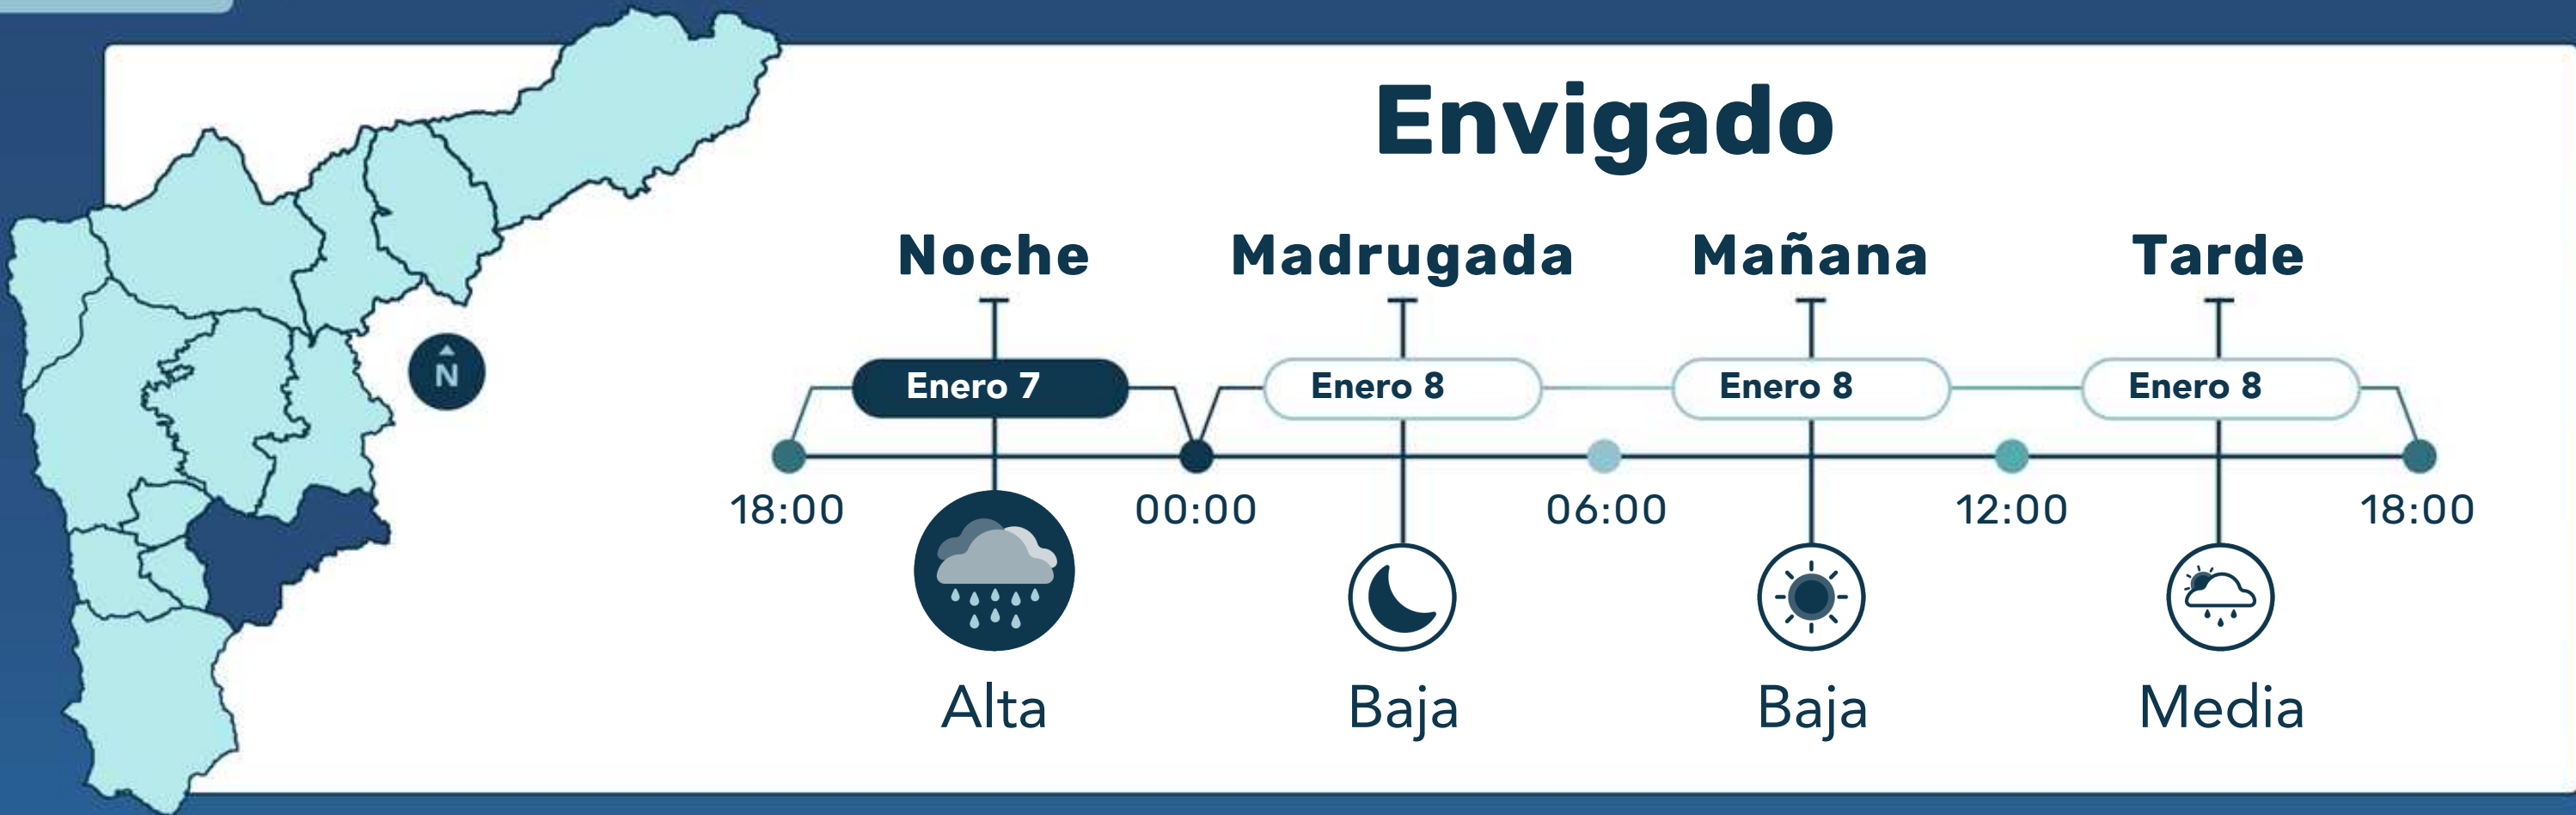 Envigado
Noche Madrugada Mañana Tarde
N
Enero 7 Enero 8 Enero 8 Enero 8
18:00 00:00 06:00 12:00 18:00
Alta Baja Baja Media